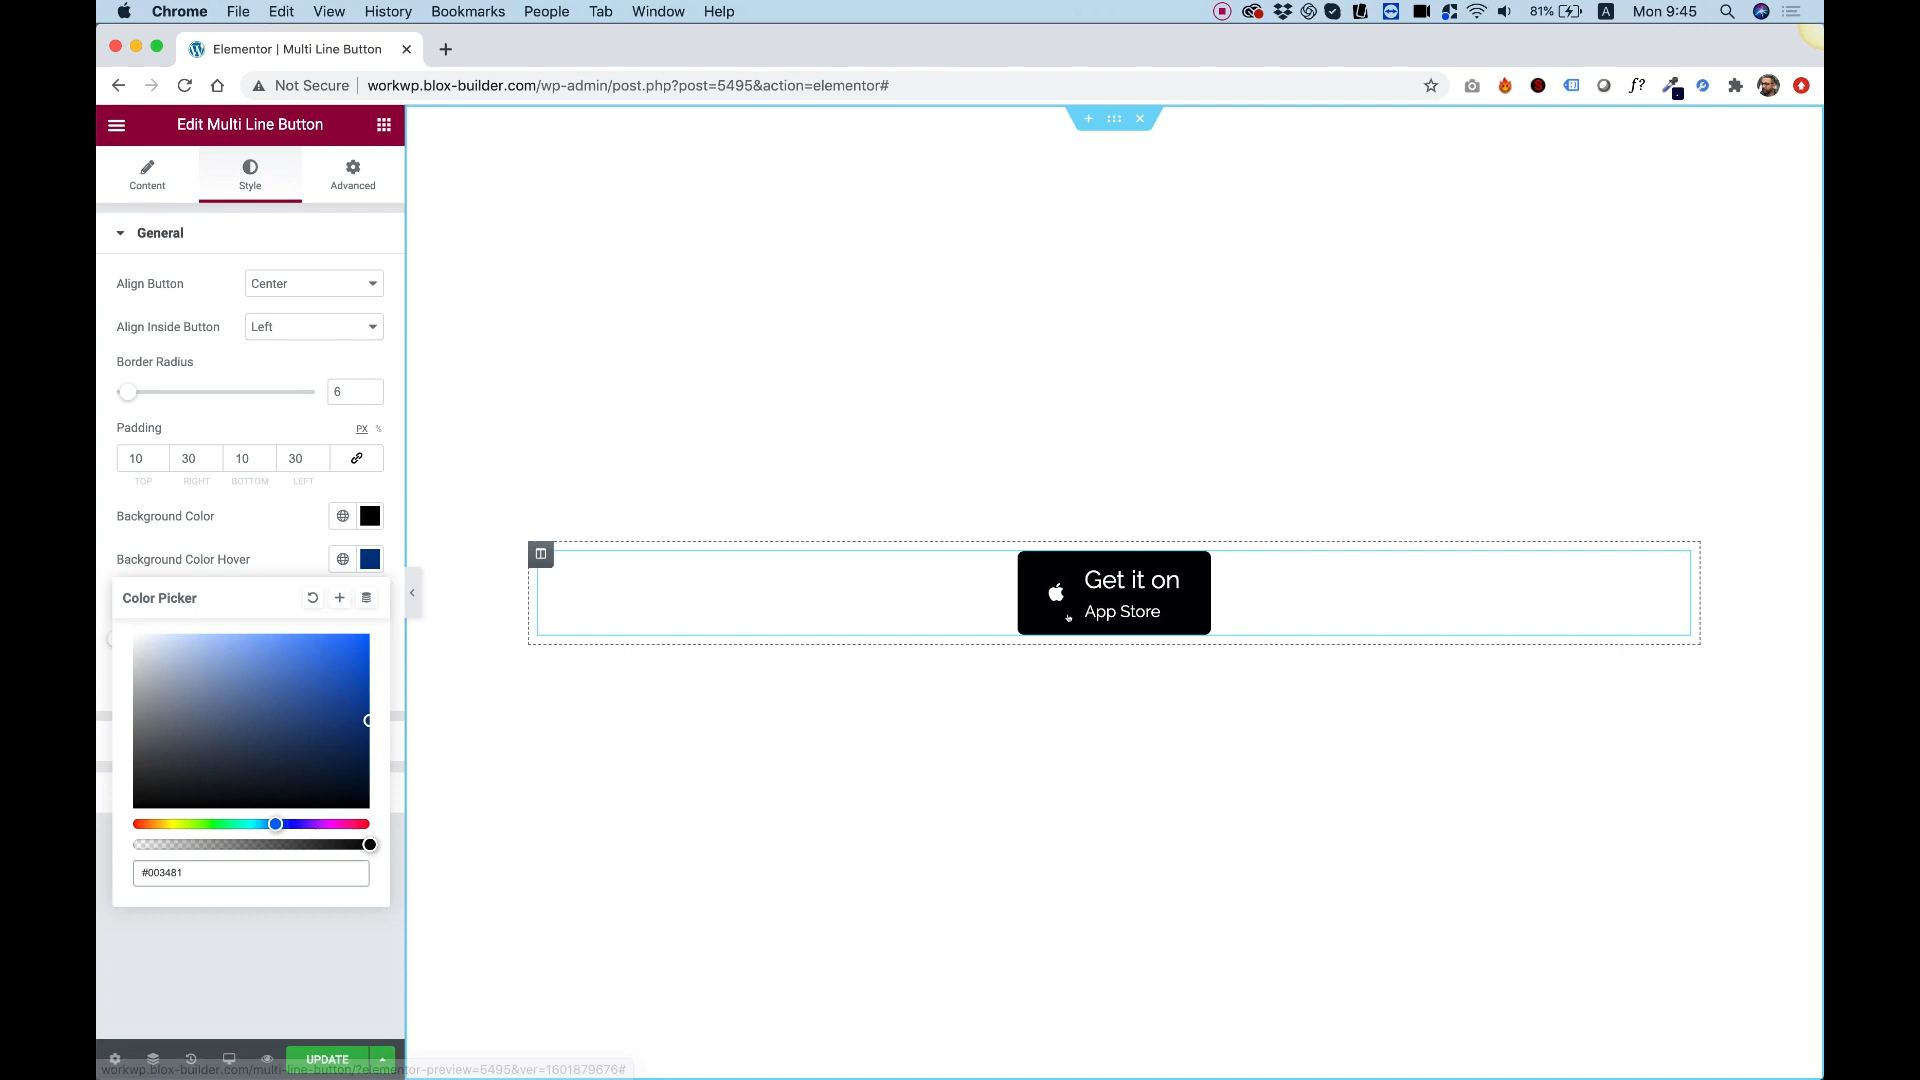 Chrome File Edit View History Bookmarks People Tab Window Help
81% A Mon 9:45
Elementor | Multi Line Button
Not Secure | workwp.blox-builder.com/wp-admin/post.php?post=5495&action=elementor#
f?
Edit Multi Line Button
Content Style Advanced
General
Align Button Center
Align Inside Button Left
Border Radius
6
Padding PX %
10 30 10 30
TOP RIGHT BOTTOM LEFT
Background Color
Background Color Hover
Color Picker
#003481
UPDATE
workwp.blox-builder.com/multi-line-button/?elementor-preview=5495&ver=1601879676#
Get it on
App Store